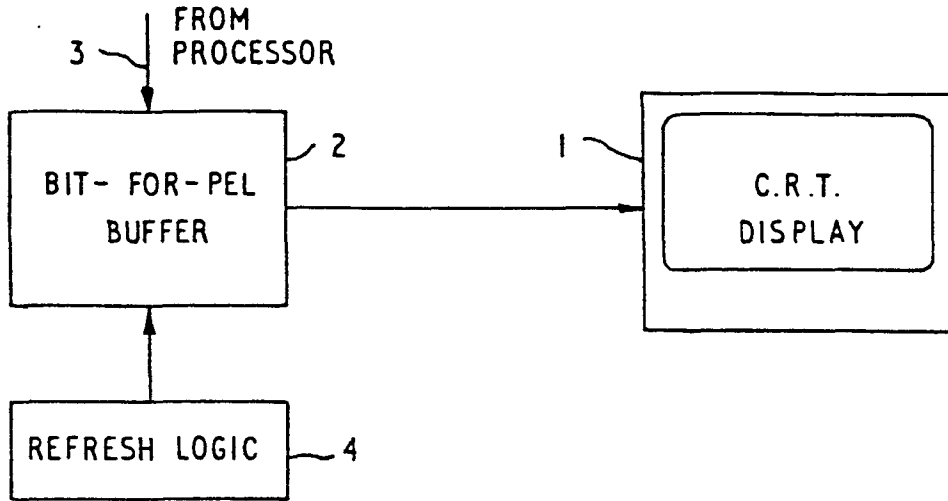 FROM
PROCESSOR
3
2
BIT- FOR-PEL
BUFFER
1
C.R.T.
DISPLAY
REFRESH LOGIC
4